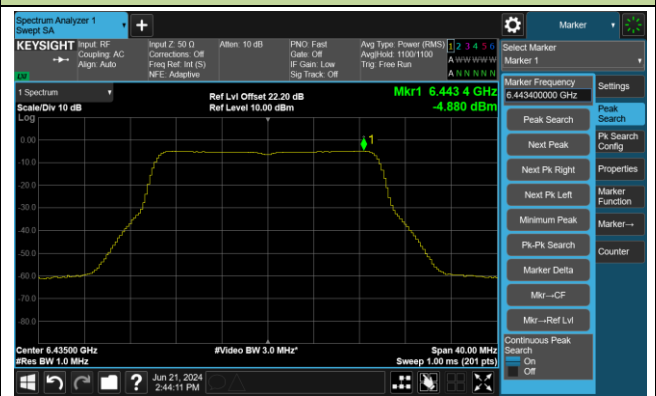 Spectrum Analyzer 1
Swept SA
+
Marker
KEYSIGHT
Input: RF
Coupling: AC
Align: Auto
Input Z: 50 Ω
Corrections: Off
Freq Ref: Int (S)
NFE: Adaptive
Atten: 10 dB
PNO: Fast
Gate: Off
IF Gain: Low
Sig Track: Off
Avg Type: Power (RMS)
Avg|Hold: 1100/1100
Trig: Free Run
1 2 3 4 5 6
A W W W W W
A N N N N N
LXI
Select Marker
Marker 1
1 Spectrum
Scale/Div 10 dB
Log
Ref Lvl Offset 22.20 dB
Ref Level 10.00 dBm
Mkr1 6.443 4 GHz
-4.880 dBm
0.00
-10.0
-20.0
-30.0
-40.0
-50.0
-60.0
-70.0
-80.0
1
Center 6.43500 GHz
#Res BW 1.0 MHz
#Video BW 3.0 MHz*
Span 40.00 MHz
Sweep 1.00 ms (201 pts)
Marker Frequency
6.443400000 GHz
Peak Search
Next Peak
Next Pk Right
Next Pk Left
Minimum Peak
Pk-Pk Search
Marker Delta
Mkr→CF
Mkr→Ref Lvl
Continuous Peak
Search
On
Off
Settings
Peak
Search
Pk Search
Config
Properties
Marker
Function
Marker→
Counter
?
Jun 21, 2024
2:44:11 PM